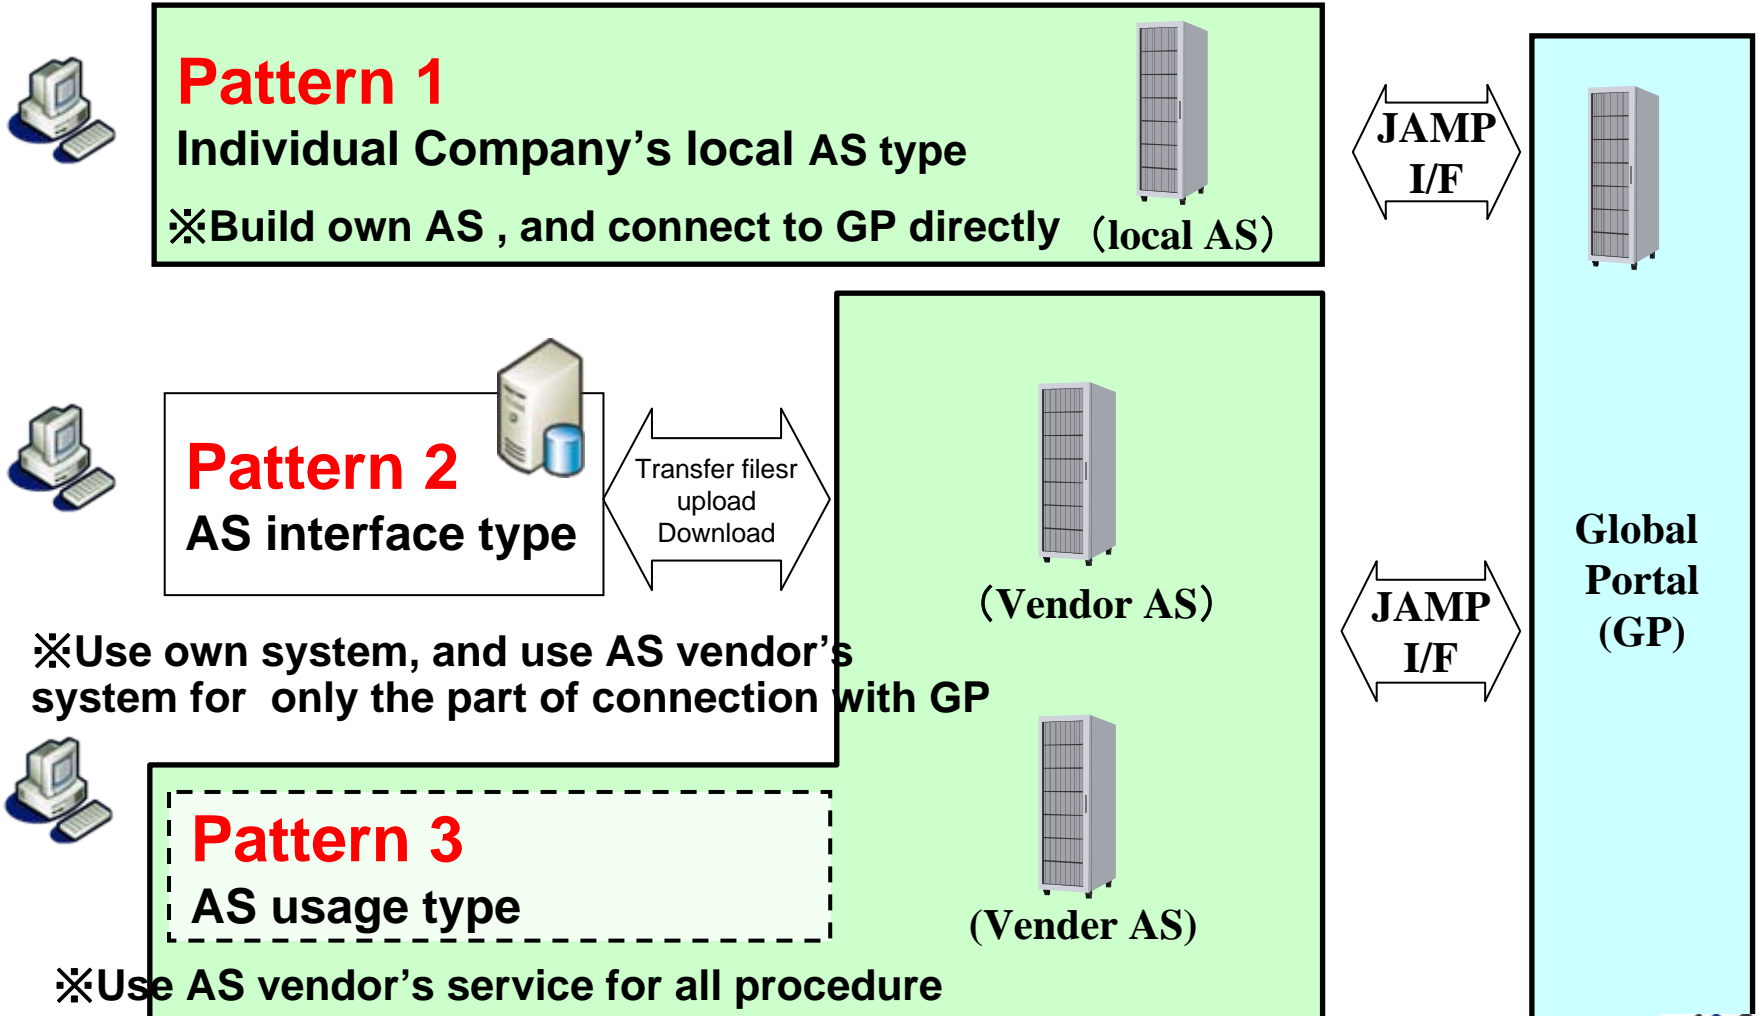 Pattern 1
Individual Company’s local AS type
※Build own AS , and connect to GP directly
（local AS）
JAMP
I/F
Pattern 2
AS interface type
Transfer filesr
upload
Download
（Vendor AS）
※Use own system, and use AS vendor’s
system for only the part of connection with GP
JAMP
I/F
Global
Portal
(GP)
Pattern 3
AS usage type
(Vender AS)
※Use AS vendor’s service for all procedure